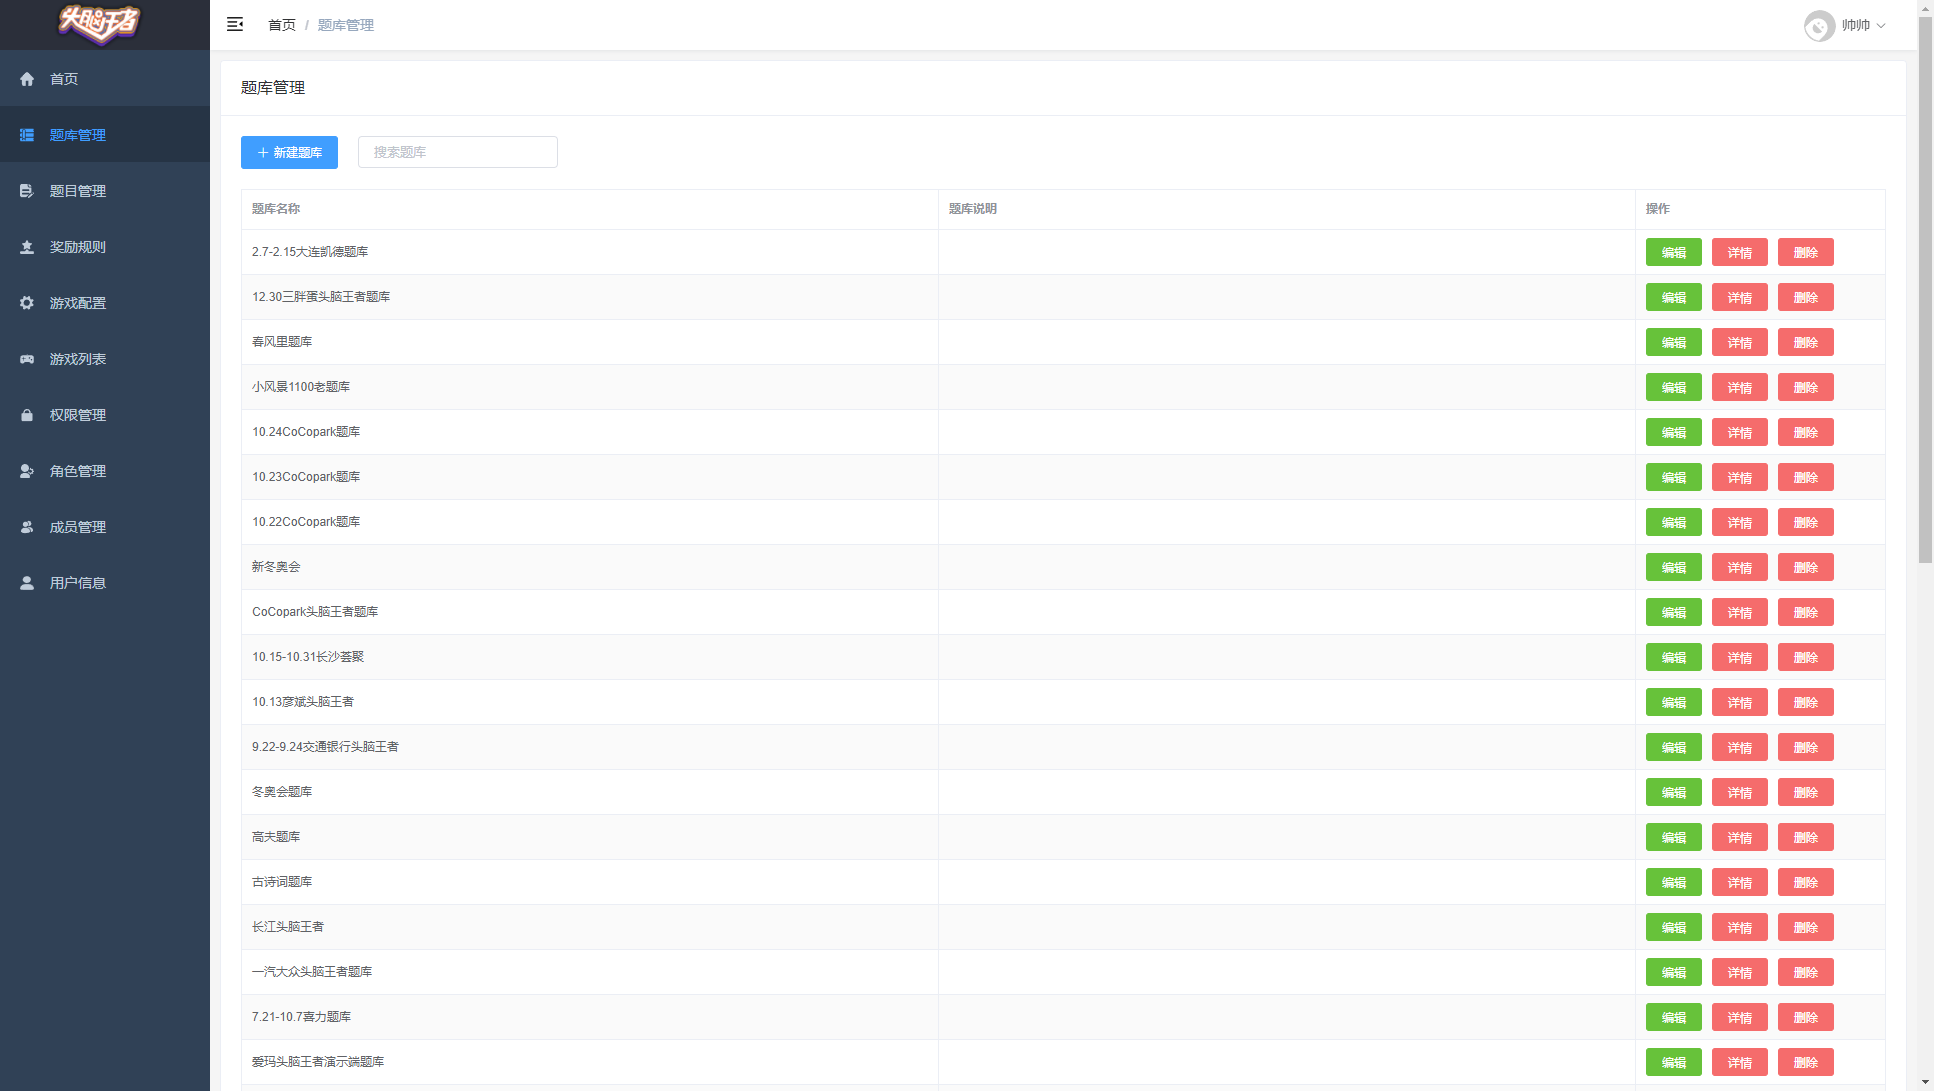 头脑王者
首页 / 题库管理
帅帅
首页
题库管理
题目管理
奖励规则
游戏配置
游戏列表
权限管理
角色管理
成员管理
用户信息
题库管理
+ 新建题库 搜索题库
题库名称 题库说明 操作
2.7-2.15大连凯德题库 编辑 详情 删除
12.30三胖蛋头脑王者题库 编辑 详情 删除
春风里题库 编辑 详情 删除
小风景1100老题库 编辑 详情 删除
10.24CoCopark题库 编辑 详情 删除
10.23CoCopark题库 编辑 详情 删除
10.22CoCopark题库 编辑 详情 删除
新冬奥会 编辑 详情 删除
CoCopark头脑王者题库 编辑 详情 删除
10.15-10.31长沙荟聚 编辑 详情 删除
10.13彦斌头脑王者 编辑 详情 删除
9.22-9.24交通银行头脑王者 编辑 详情 删除
冬奥会题库 编辑 详情 删除
高夫题库 编辑 详情 删除
古诗词题库 编辑 详情 删除
长江头脑王者 编辑 详情 删除
一汽大众头脑王者题库 编辑 详情 删除
7.21-10.7喜力题库 编辑 详情 删除
爱玛头脑王者演示端题库 编辑 详情 删除